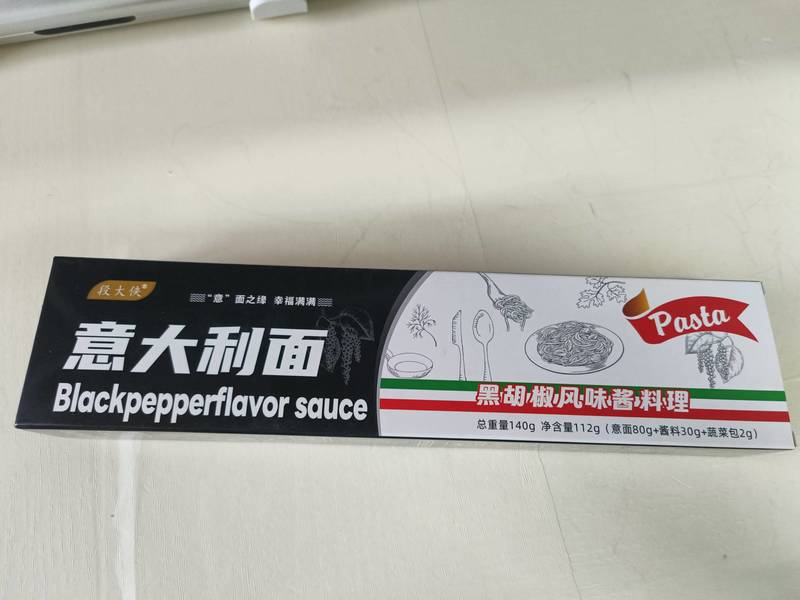 段大侠®
“意”面之缘 幸福满满
意大利面
Blackpepperflavor sauce
Pasta
黑·胡·椒·风·味·酱·料·理
总重量140g 净含量112g（意面80g+酱料30g+蔬菜包2g）